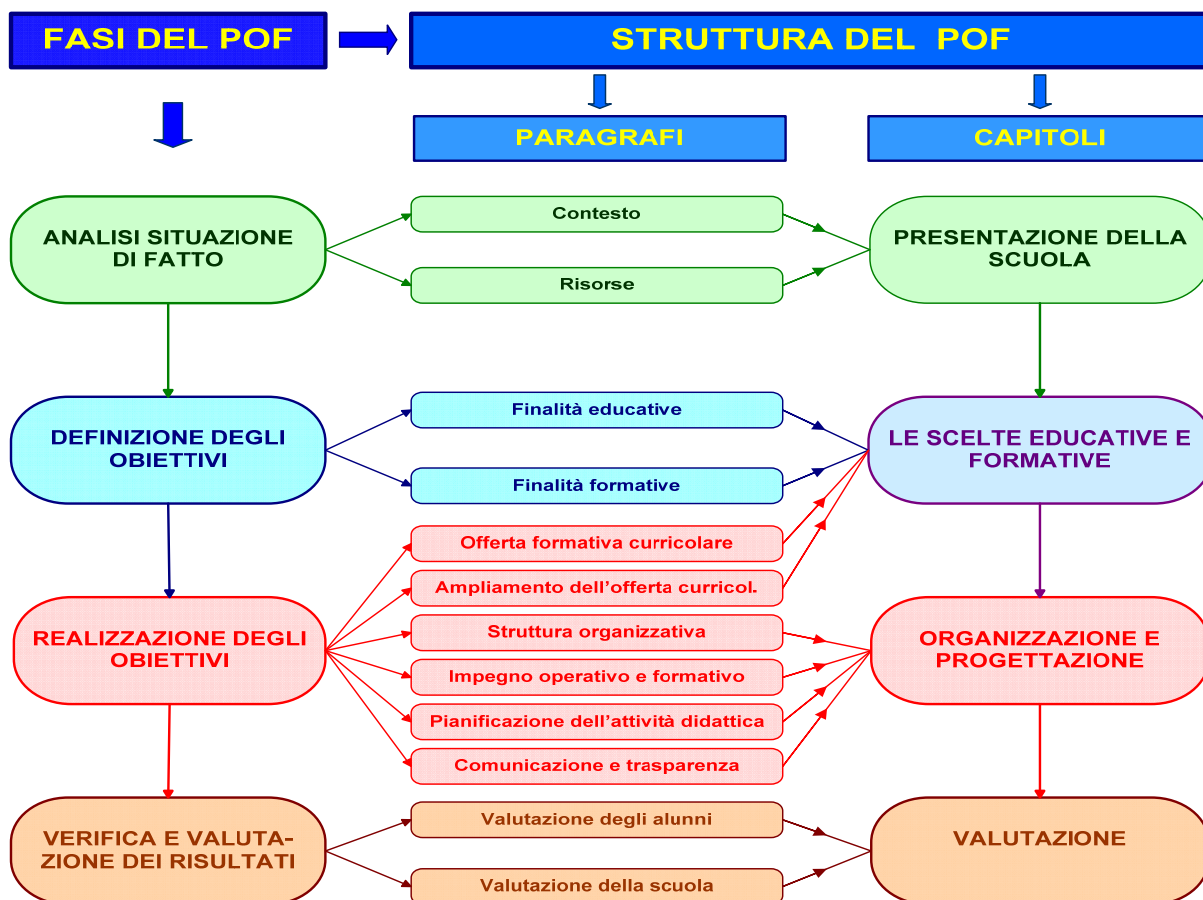 FASI DEL POF
STRUTTURA DEL POF
PARAGRAFI
CAPITOLI
ANALISI SITUAZIONE
DI FATTO
Contesto
Risorse
PRESENTAZIONE DELLA
SCUOLA
DEFINIZIONE DEGLI
OBIETTIVI
Finalità educative
Finalità formative
LE SCELTE EDUCATIVE E
FORMATIVE
REALIZZAZIONE DEGLI
OBIETTIVI
Offerta formativa curricolare
Ampliamento dell'offerta curricol.
Struttura organizzativa
Impegno operativo e formativo
Pianificazione dell'attività didattica
Comunicazione e trasparenza
ORGANIZZAZIONE E
PROGETTAZIONE
VERIFICA E VALUTA-
ZIONE DEI RISULTATI
Valutazione degli alunni
Valutazione della scuola
VALUTAZIONE